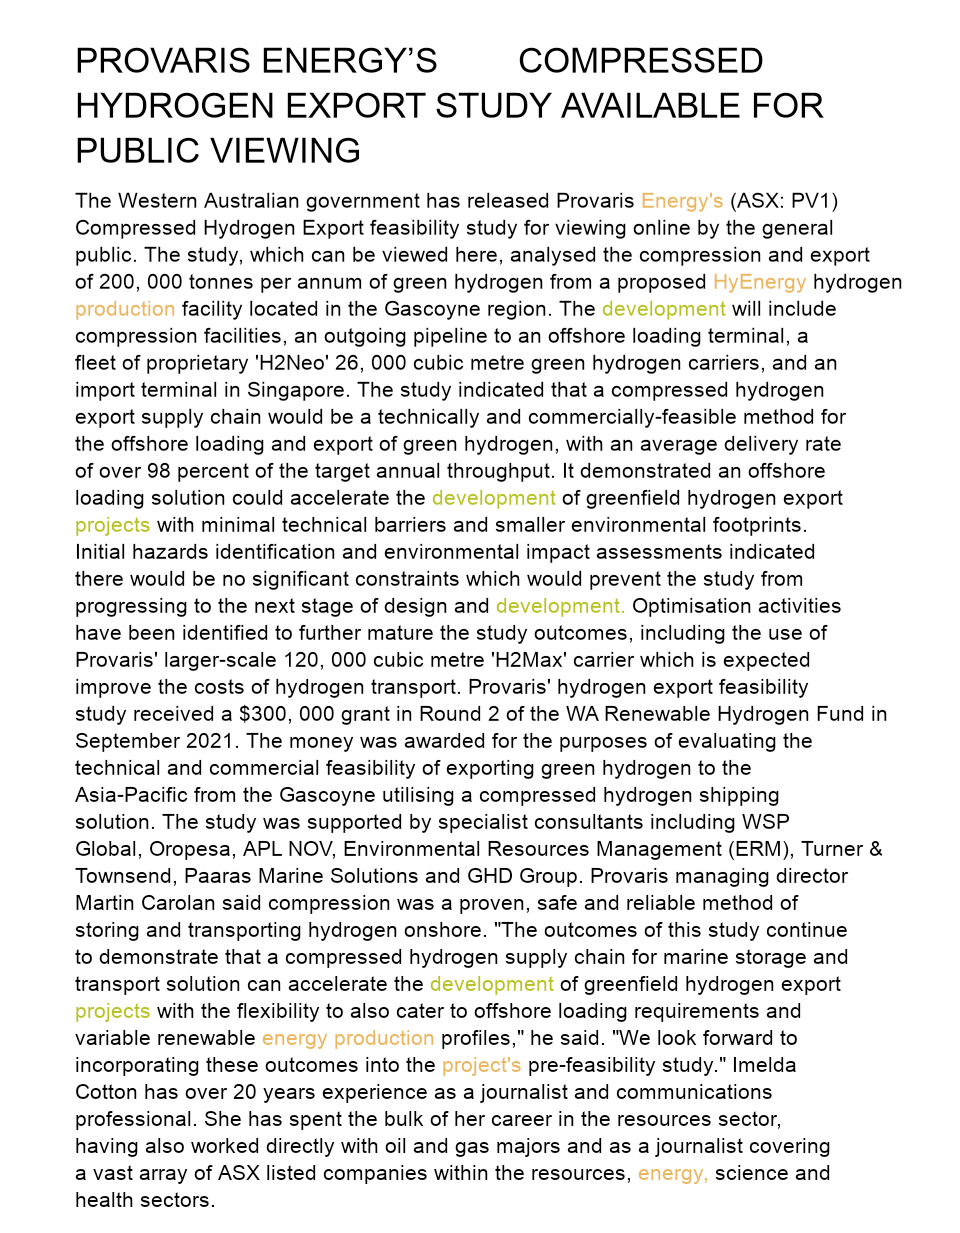 PROVARIS ENERGY’S COMPRESSED
HYDROGEN EXPORT STUDY AVAILABLE FOR
PUBLIC VIEWING
The Western Australian government has released Provaris Energy's (ASX: PV1)
Compressed Hydrogen Export feasibility study for viewing online by the general
public. The study, which can be viewed here, analysed the compression and export
of 200, 000 tonnes per annum of green hydrogen from a proposed HyEnergy hydrogen
production facility located in the Gascoyne region. The development will include
compression facilities, an outgoing pipeline to an offshore loading terminal, a
fleet of proprietary 'H2Neo' 26, 000 cubic metre green hydrogen carriers, and an
import terminal in Singapore. The study indicated that a compressed hydrogen
export supply chain would be a technically and commercially-feasible method for
the offshore loading and export of green hydrogen, with an average delivery rate
of over 98 percent of the target annual throughput. It demonstrated an offshore
loading solution could accelerate the development of greenfield hydrogen export
projects with minimal technical barriers and smaller environmental footprints.
Initial hazards identification and environmental impact assessments indicated
there would be no significant constraints which would prevent the study from
progressing to the next stage of design and development. Optimisation activities
have been identified to further mature the study outcomes, including the use of
Provaris' larger-scale 120, 000 cubic metre 'H2Max' carrier which is expected
improve the costs of hydrogen transport. Provaris' hydrogen export feasibility
study received a $300, 000 grant in Round 2 of the WA Renewable Hydrogen Fund in
September 2021. The money was awarded for the purposes of evaluating the
technical and commercial feasibility of exporting green hydrogen to the
Asia-Pacific from the Gascoyne utilising a compressed hydrogen shipping
solution. The study was supported by specialist consultants including WSP
Global, Oropesa, APL NOV, Environmental Resources Management (ERM), Turner &
Townsend, Paaras Marine Solutions and GHD Group. Provaris managing director
Martin Carolan said compression was a proven, safe and reliable method of
storing and transporting hydrogen onshore. "The outcomes of this study continue
to demonstrate that a compressed hydrogen supply chain for marine storage and
transport solution can accelerate the development of greenfield hydrogen export
projects with the flexibility to also cater to offshore loading requirements and
variable renewable energy production profiles," he said. "We look forward to
incorporating these outcomes into the project's pre-feasibility study." Imelda
Cotton has over 20 years experience as a journalist and communications
professional. She has spent the bulk of her career in the resources sector,
having also worked directly with oil and gas majors and as a journalist covering
a vast array of ASX listed companies within the resources, energy, science and
health sectors.